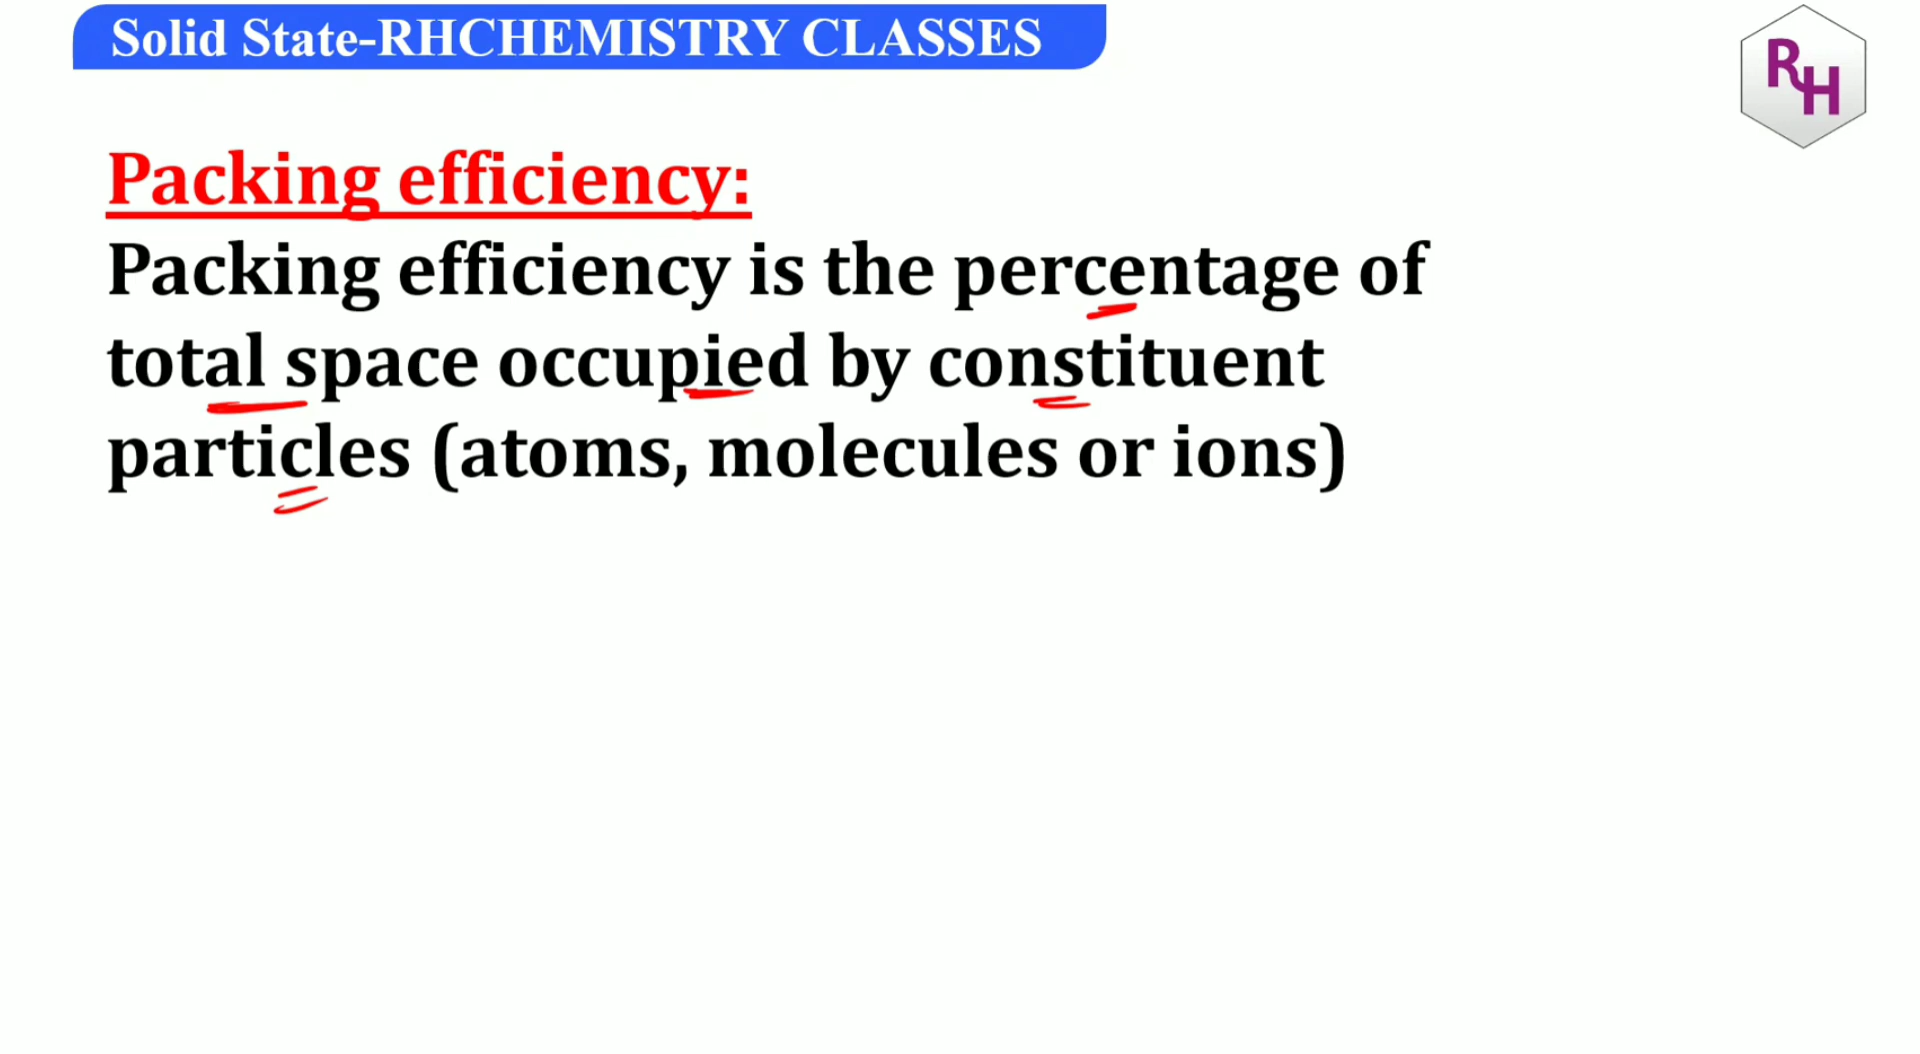 Solid State-RHCHEMISTRY CLASSES
RH
Packing efficiency:
Packing efficiency is the percentage of
total space occupied by constituent
particles (atoms, molecules or ions)